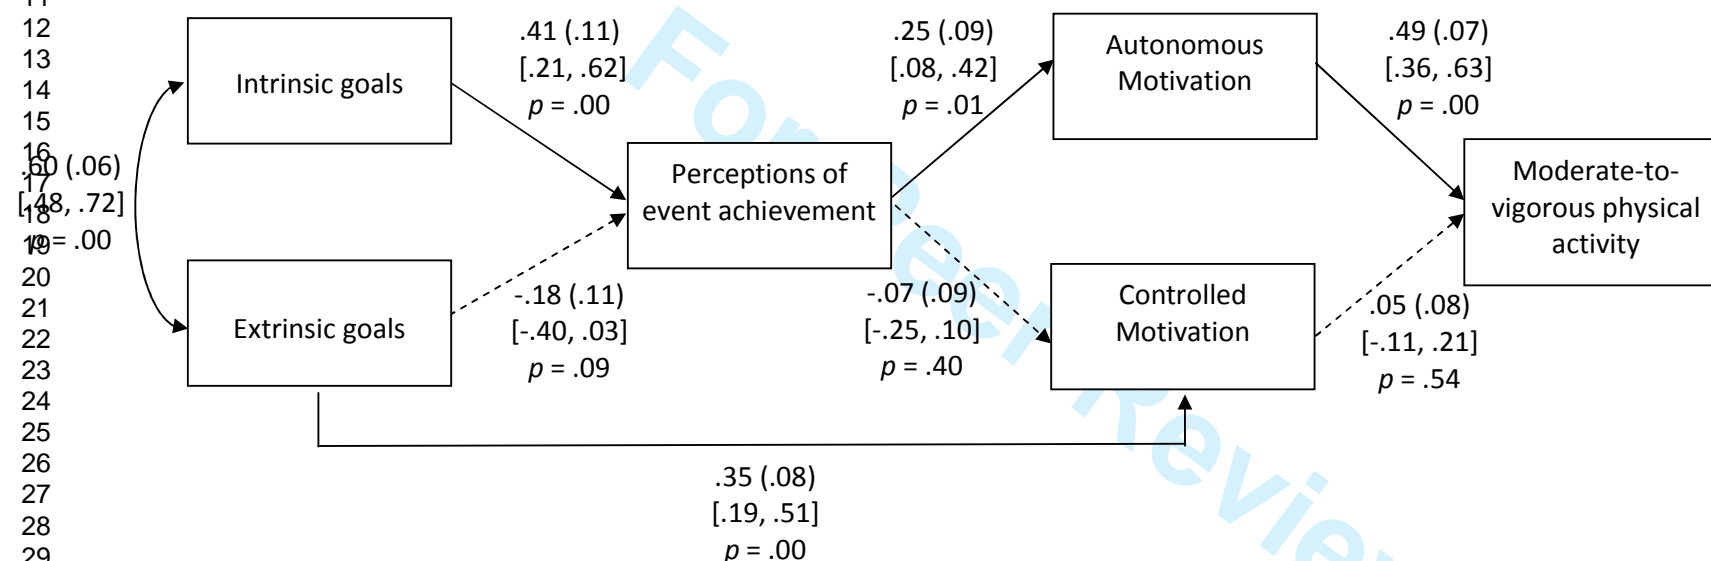 11
12
13
14
15
16
17
18
19
20
21
22
23
24
25
26
27
28
29
.41 (.11)
[.21, .62]
p = .00
.25 (.09)
[.08, .42]
p = .01
Autonomous
Motivation
.49 (.07)
[.36, .63]
p = .00
Intrinsic goals
.60 (.06)
[.48, .72]
p = .00
Perceptions of
event achievement
Moderate-to-
vigorous physical
activity
Extrinsic goals
-.18 (.11)
[-.40, .03]
p = .09
-.07 (.09)
[-.25, .10]
p = .40
Controlled
Motivation
.05 (.08)
[-.11, .21]
p = .54
.35 (.08)
[.19, .51]
p = .00
For Peer Review